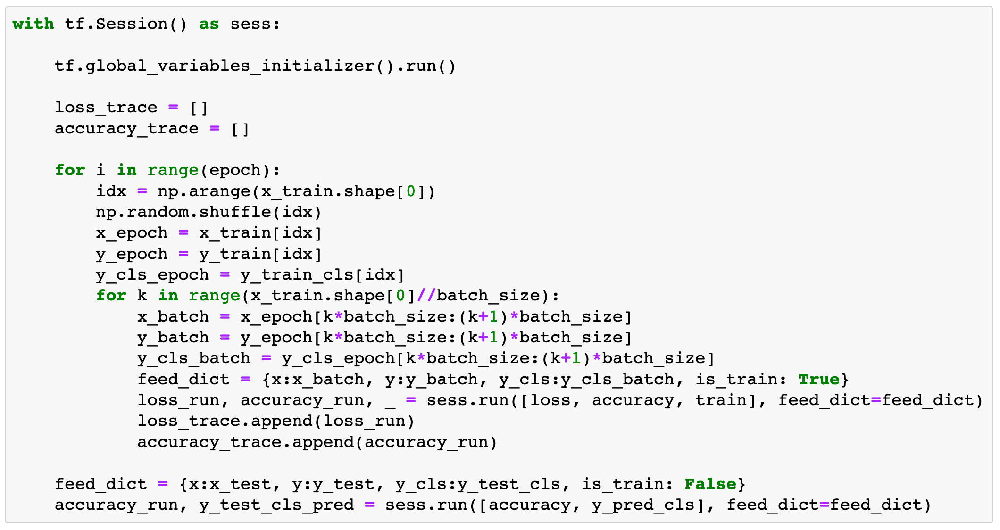 with tf.Session() as sess:
    tf.global_variables_initializer().run()
    loss_trace = []
    accuracy_trace = []
    for i in range(epoch):
        idx = np.arange(x_train.shape[0])
        np.random.shuffle(idx)
        x_epoch = x_train[idx]
        y_epoch = y_train[idx]
        y_cls_epoch = y_train_cls[idx]
        for k in range(x_train.shape[0]//batch_size):
            x_batch = x_epoch[k*batch_size:(k+1)*batch_size]
            y_batch = y_epoch[k*batch_size:(k+1)*batch_size]
            y_cls_batch = y_cls_epoch[k*batch_size:(k+1)*batch_size]
            feed_dict = {x:x_batch, y:y_batch, y_cls:y_cls_batch, is_train: True}
            loss_run, accuracy_run, _ = sess.run([loss, accuracy, train], feed_dict=feed_dict)
            loss_trace.append(loss_run)
            accuracy_trace.append(accuracy_run)
    feed_dict = {x:x_test, y:y_test, y_cls:y_test_cls, is_train: False}
    accuracy_run, y_test_cls_pred = sess.run([accuracy, y_pred_cls], feed_dict=feed_dict)